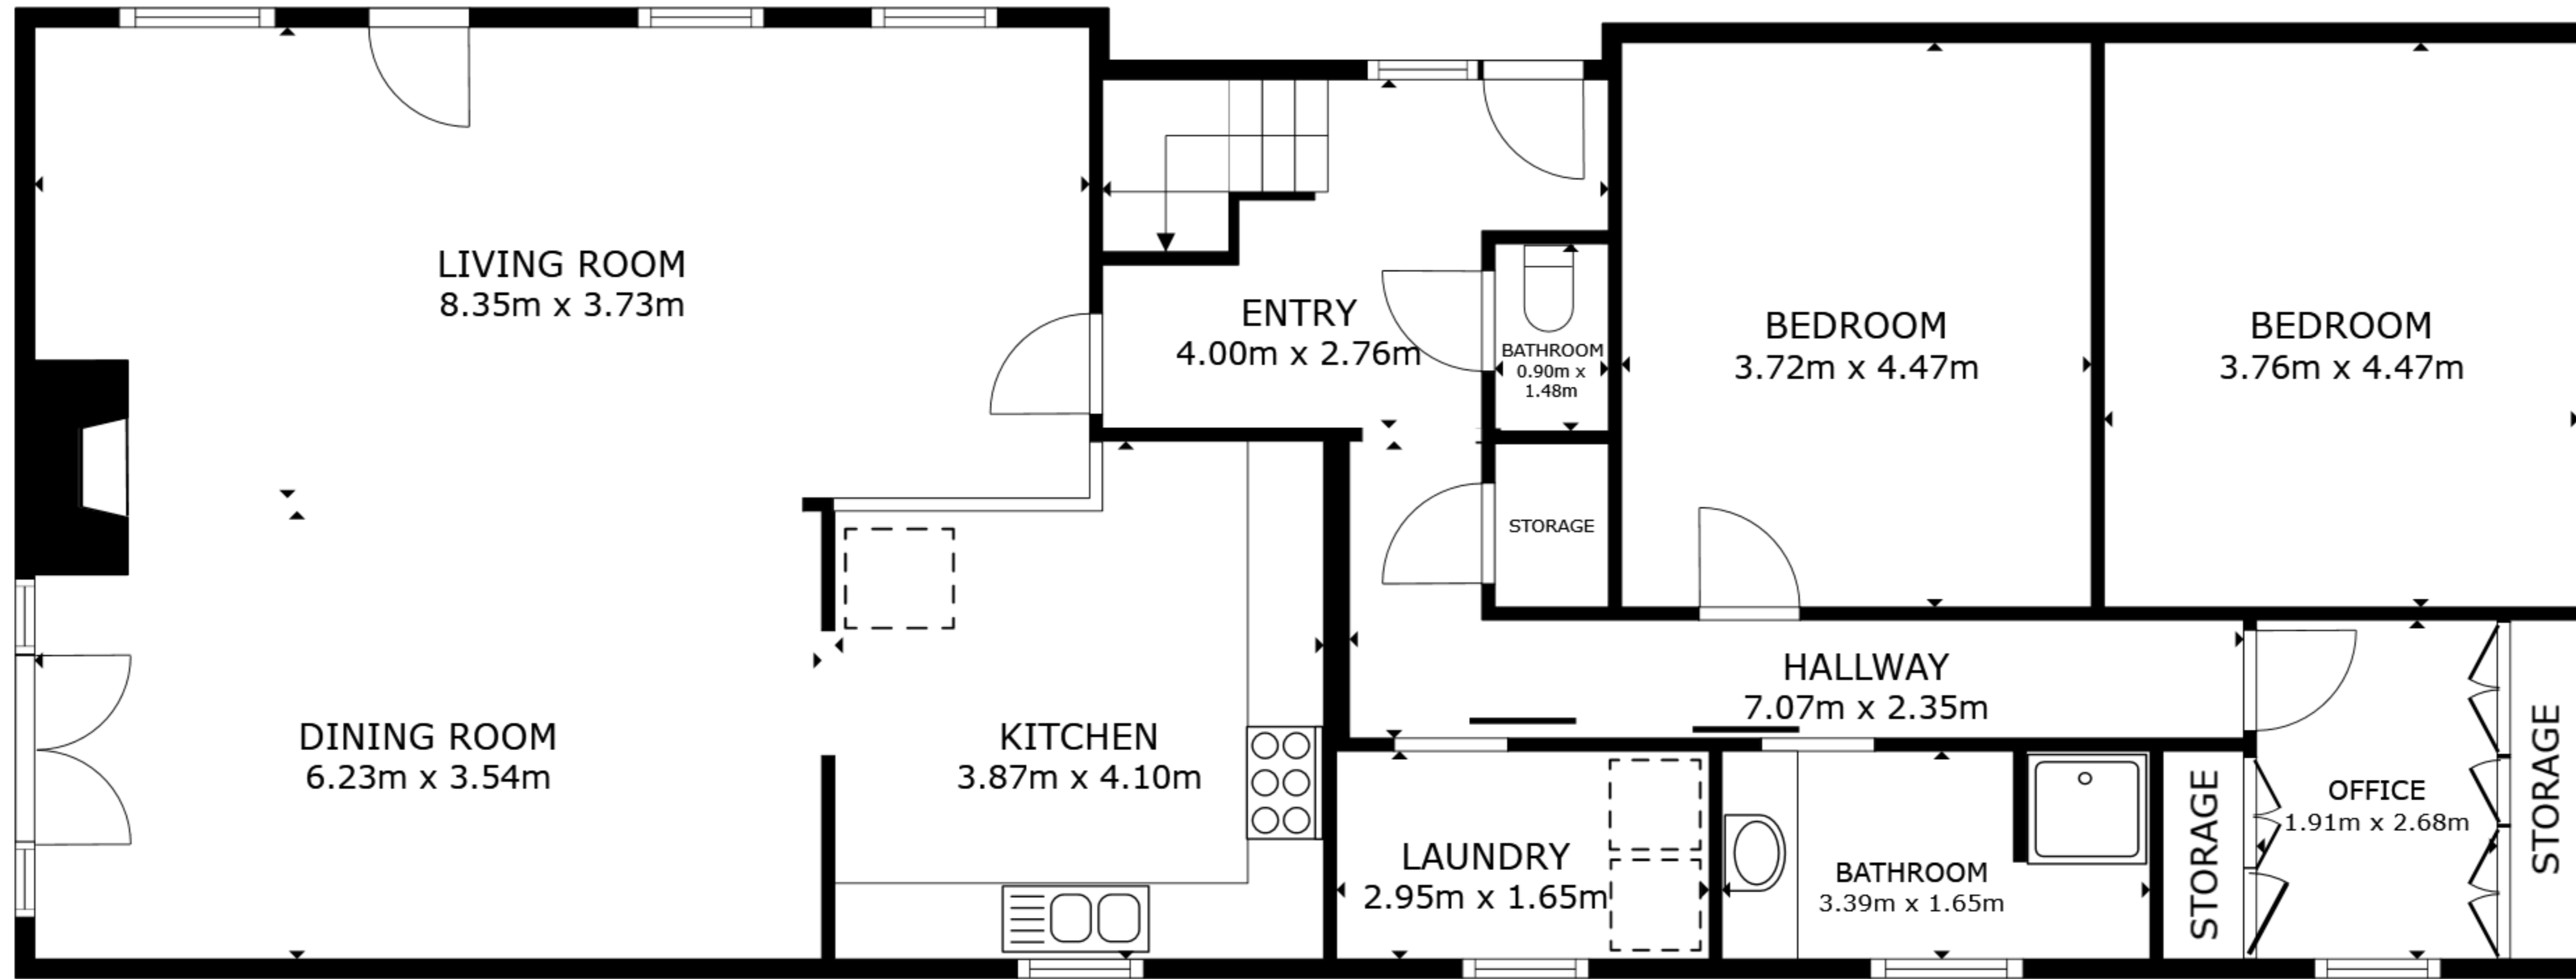 LIVING ROOM
8.35m x 3.73m
ENTRY
4.00m x 2.76m
BATHROOM
0.90m x
1.48m
BEDROOM
3.72m x 4.47m
BEDROOM
3.76m x 4.47m
STORAGE
DINING ROOM
6.23m x 3.54m
KITCHEN
3.87m x 4.10m
HALLWAY
7.07m x 2.35m
LAUNDRY
2.95m x 1.65m
BATHROOM
3.39m x 1.65m
STORAGE
OFFICE
1.91m x 2.68m
STORAGE